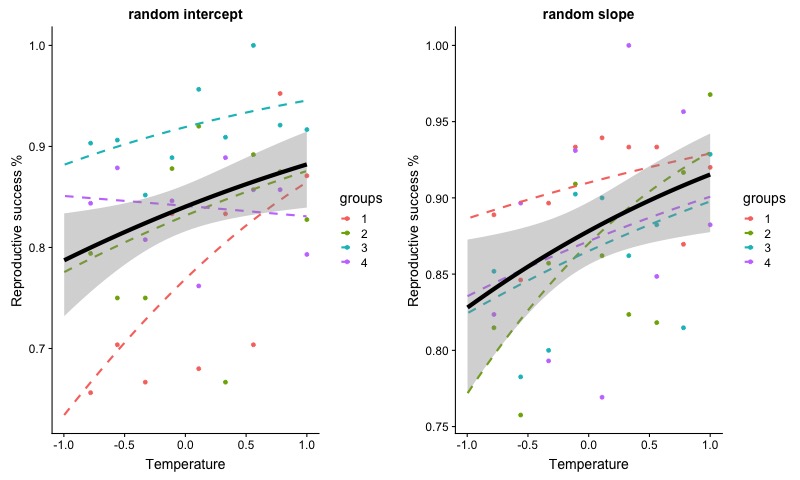 random intercept
Reproductive success %
1.0
0.9
0.8
0.7
-1.0 -0.5 0.0 0.5 1.0
Temperature
groups
1
2
3
4
random slope
Reproductive success %
1.00
0.95
0.90
0.85
0.80
0.75
-1.0 -0.5 0.0 0.5 1.0
Temperature
groups
1
2
3
4